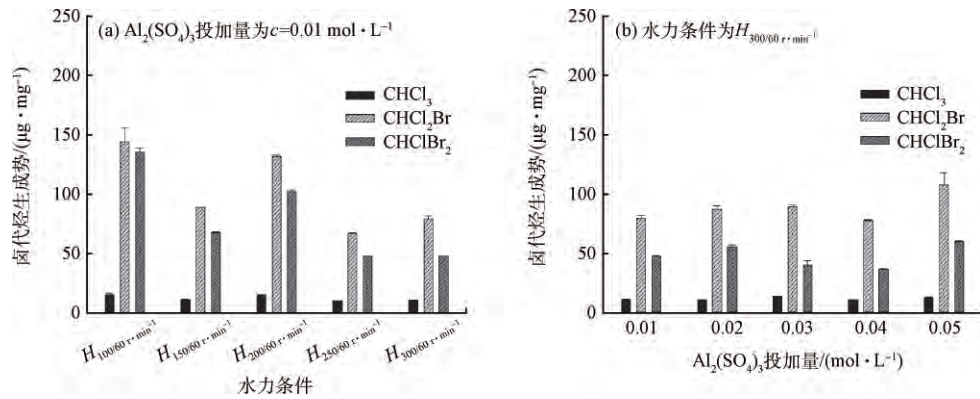 (a) Al₂(SO₄)₃投加量为c=0.01 mol·L⁻¹
卤代烃生成势/(μg·mg⁻¹)
250
200
150
100
50
0
CHCl₃
CHCl₂Br
CHClBr₂
H₁₀₀/₆₀ r·min⁻¹
H₁₅₀/₆₀ r·min⁻¹
H₂₀₀/₆₀ r·min⁻¹
H₂₅₀/₆₀ r·min⁻¹
H₃₀₀/₆₀ r·min⁻¹
水力条件
(b) 水力条件为H₃₀₀/₆₀ r·min⁻¹
卤代烃生成势/(μg·mg⁻¹)
250
200
150
100
50
0
CHCl₃
CHCl₂Br
CHClBr₂
0.01
0.02
0.03
0.04
0.05
Al₂(SO₄)₃投加量/(mol·L⁻¹)